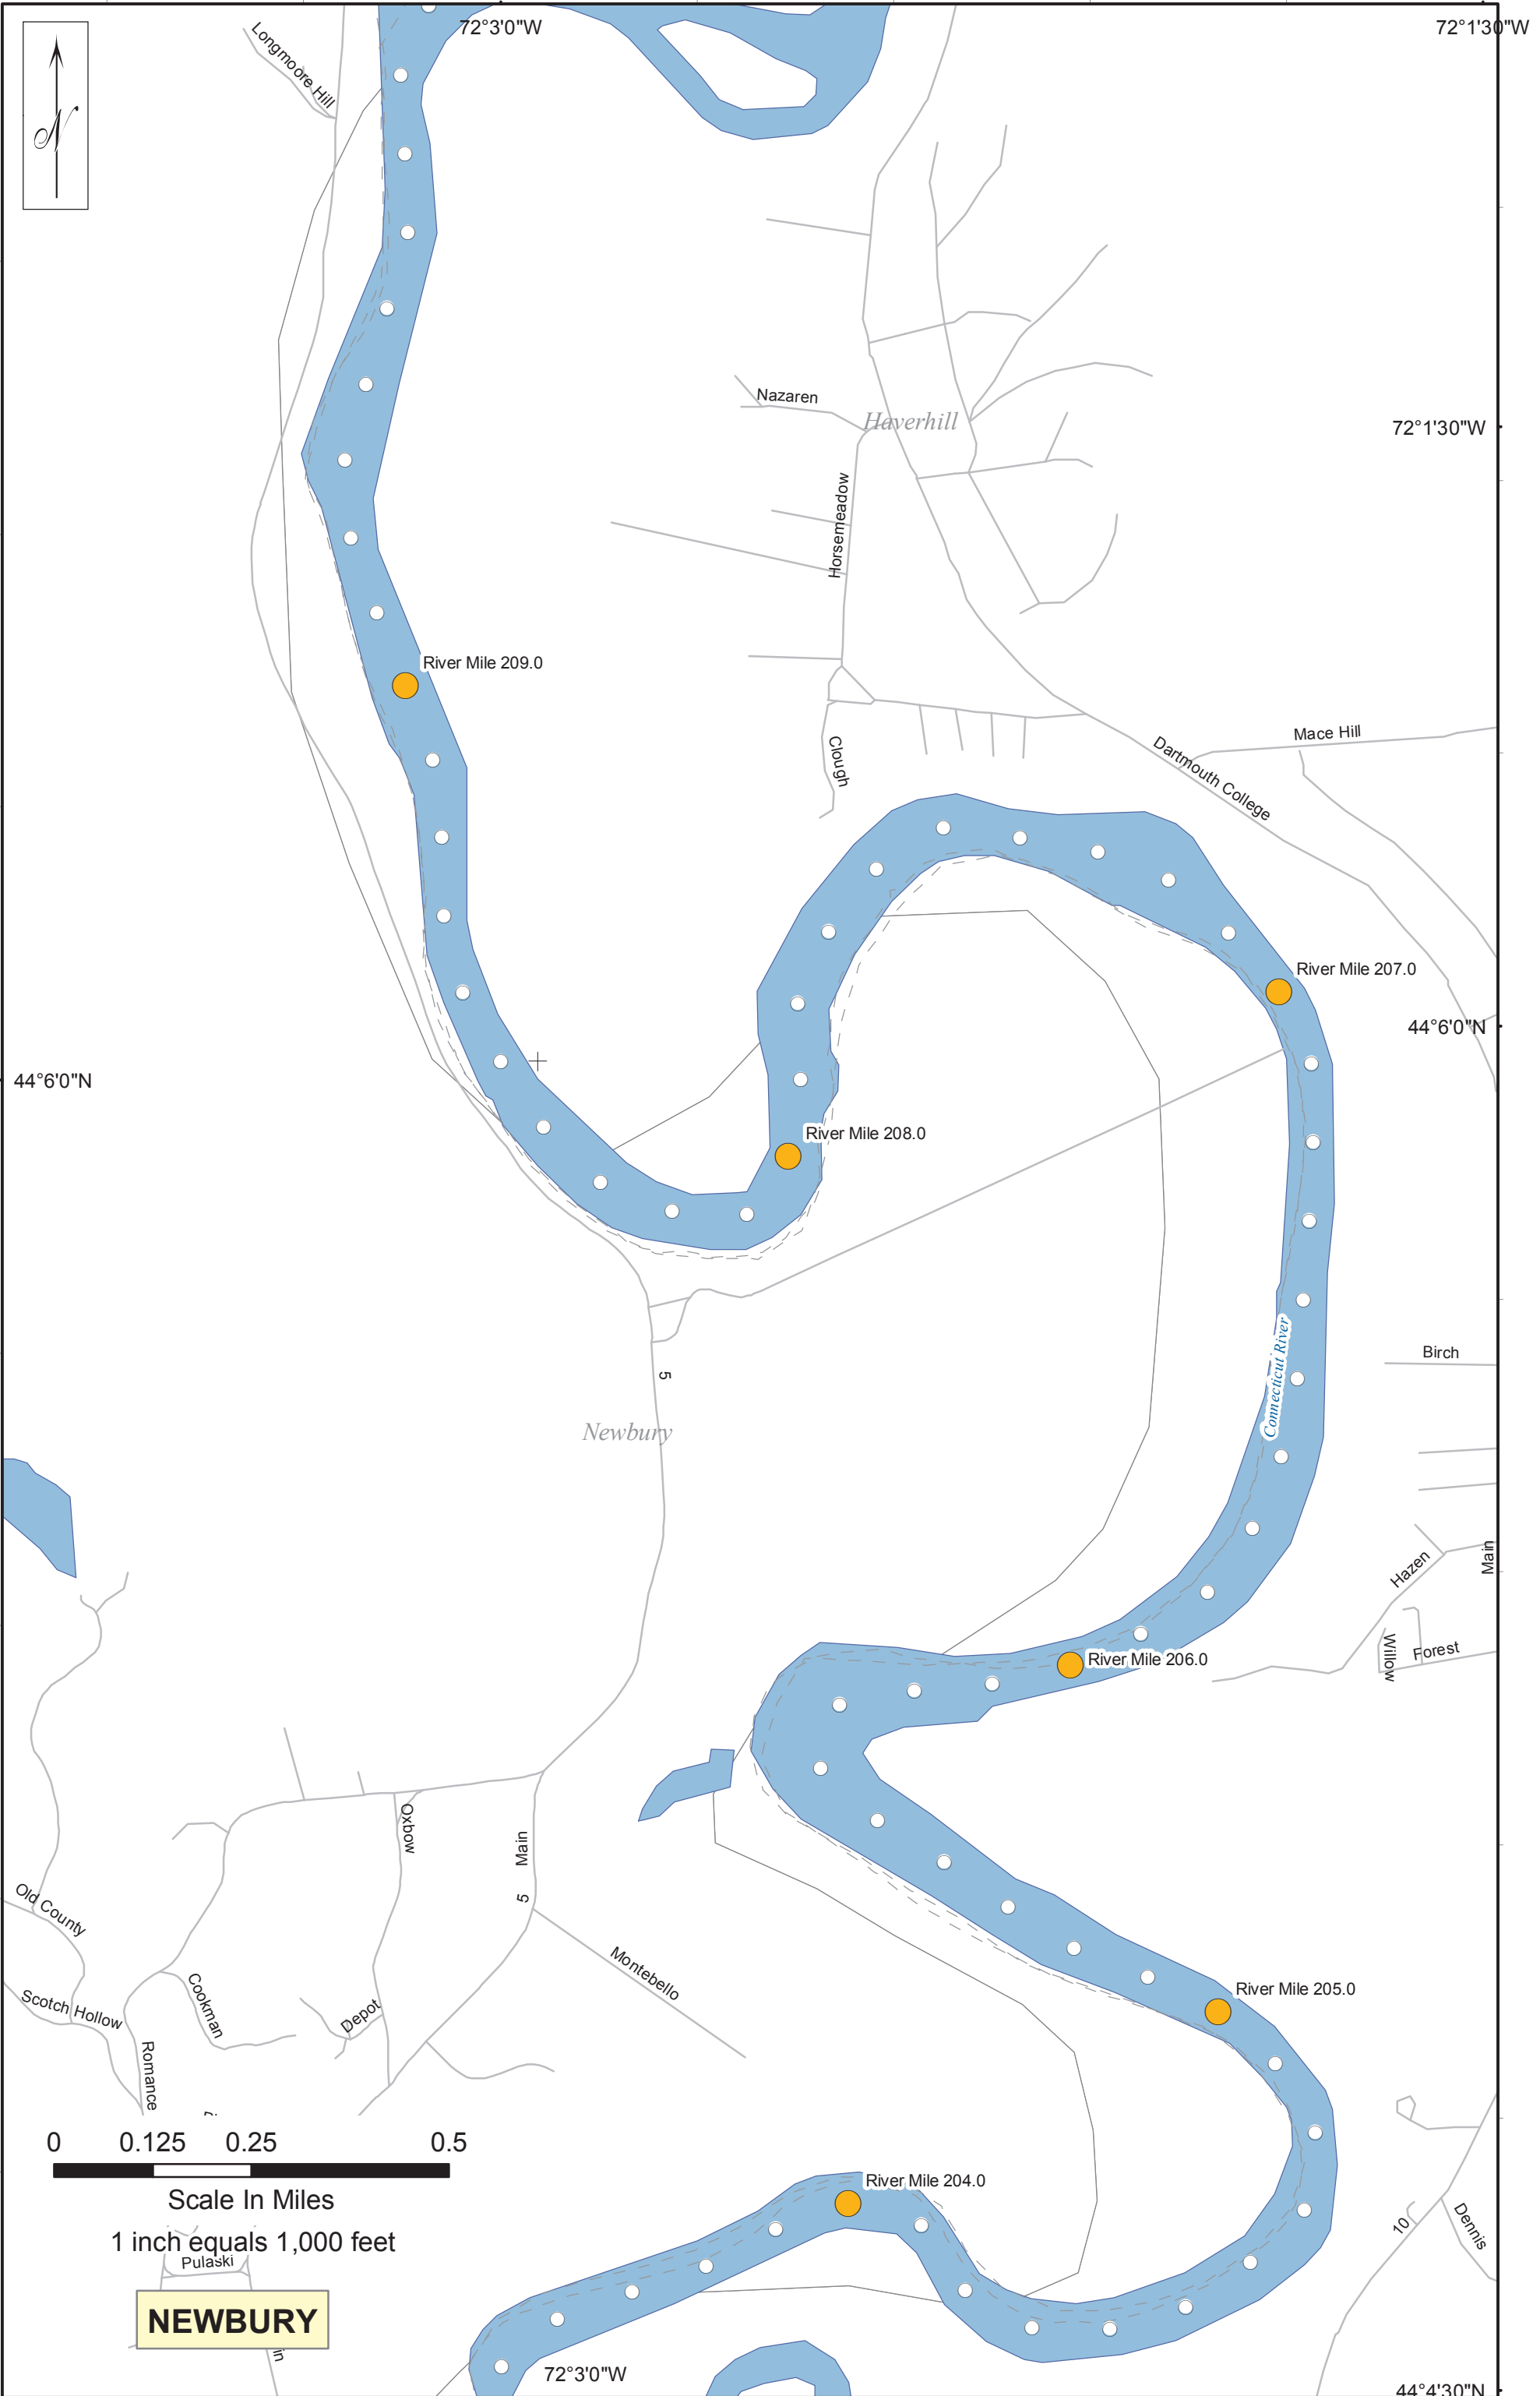 72°3'0"W
72°1'30"W
Longmoore Hill
N
Nazaren
Haverhill
72°1'30"W
Horsemeadow
River Mile 209.0
Clough
Dartmouth College
Mace Hill
River Mile 207.0
44°6'0"N
44°6'0"N
River Mile 208.0
Connecticut River
Birch
5
Newbury
Hazen
Main
Willow
Forest
River Mile 206.0
Oxbow
Main
5
Old County
Montebello
Scotch Hollow
Cookman
Depot
Romance
River Mile 205.0
0 0.125 0.25 0.5
Scale In Miles
1 inch equals 1,000 feet
River Mile 204.0
10
Dennis
Pulaski
NEWBURY
in
72°3'0"W
44°4'30"N